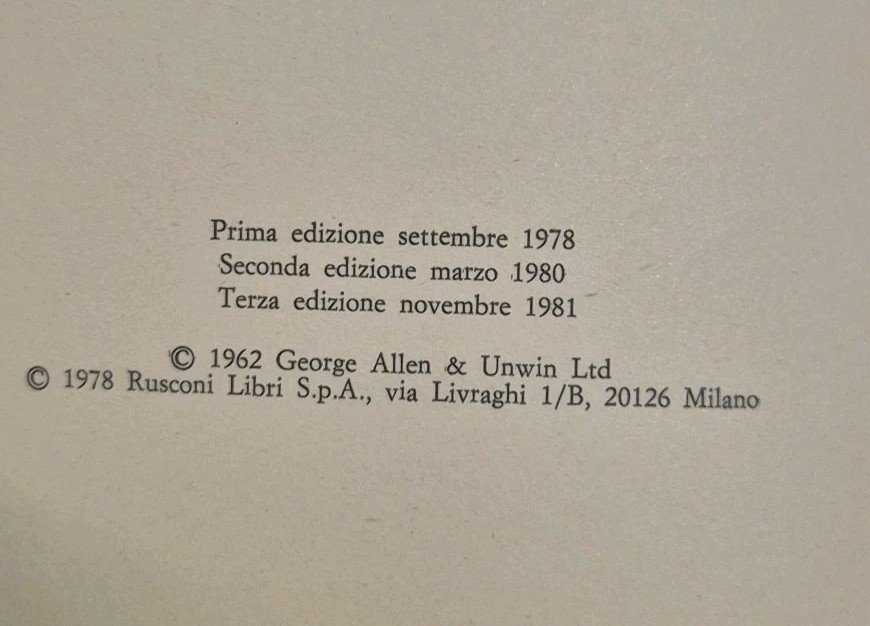 Prima edizione settembre 1978
Seconda edizione marzo 1980
Terza edizione novembre 1981
© 1962 George Allen & Unwin Ltd
© 1978 Rusconi Libri S.p.A., via Livraghi 1/B, 20126 Milano